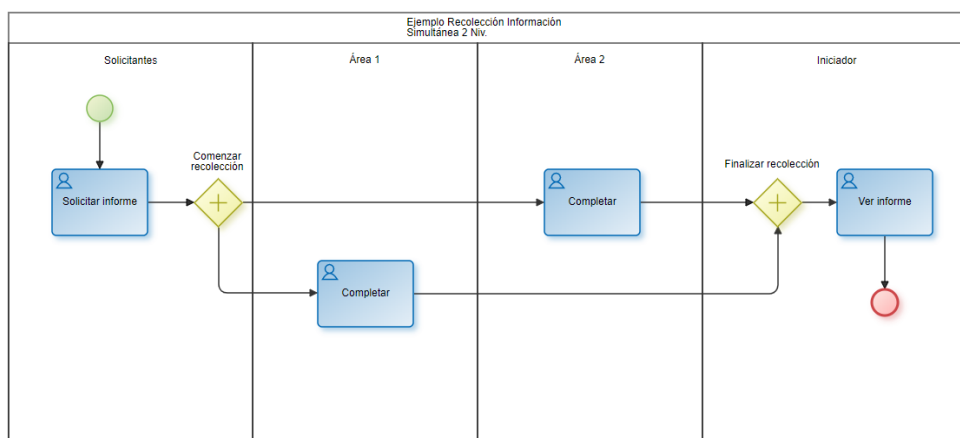 Ejemplo Recolección Información
Simultánea 2 Niv.
Solicitantes
Área 1
Área 2
Iniciador
Comenzar
recolección
Finalizar recolección
Solicitar informe
Completar
Ver informe
Completar